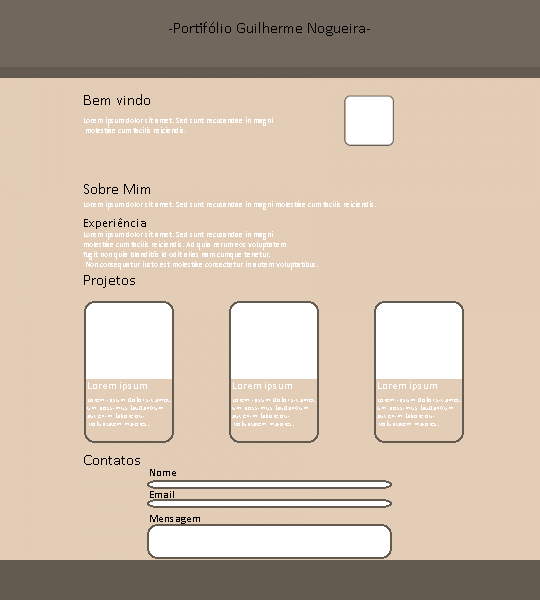 -Portifólio Guilherme Nogueira-
Bem vindo
Lorem ipsum dolor sit amet. Sed sunt recusandae in magni
molestiae cum facilis reiciendis.
Sobre Mim
Lorem ipsum dolor sit amet. Sed sunt recusandae in magni molestiae cum facilis reiciendis.
Experiência
Lorem ipsum dolor sit amet. Sed sunt recusandae in magni
molestiae cum facilis reiciendis. Ad quia rerum eos voluptatem
fugit non quia blanditiis id odit alias nam cumque tenetur.
Non consequatur iusto est molestiae consectetur in autem voluptatibus.
Projetos
Lorem ipsum
Lorem ipsum
Lorem ipsum
Contatos
Nome
Email
Mensagem